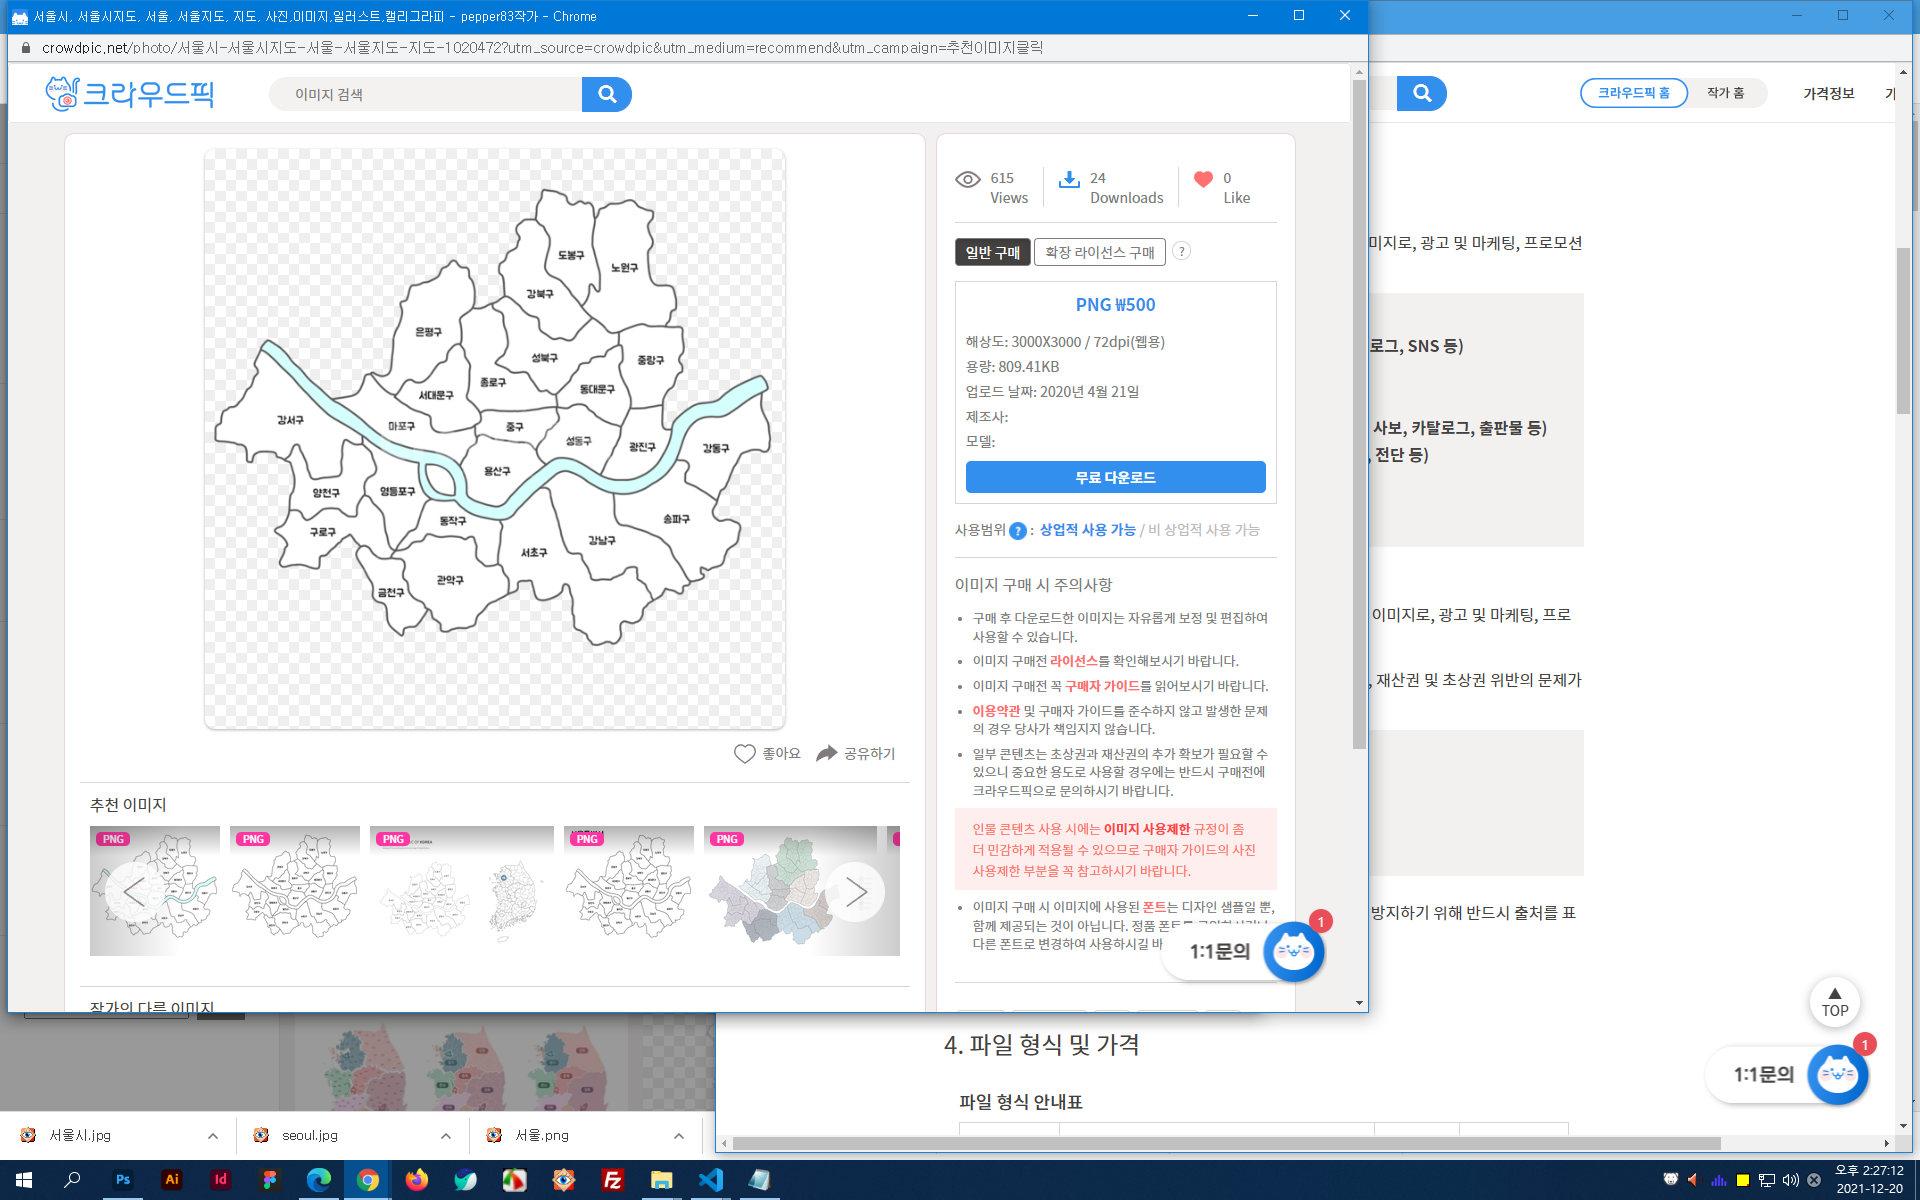 서울시, 서울시지도, 서울, 서울지도, 지도, 사진,이미지,일러스트,캘리그라피 - pepper83작가 - Chrome
crowdpic.net/photo/서울시-서울시지도-서울-서울지도-지도-1020472?utm_source=crowdpic&utm_medium=recommend&utm_campaign=추천이미지클릭
크라우드픽
이미지 검색
크라우드픽 홈
작가 홈
가격정보
도봉구
노원구
강북구
은평구
성북구
중랑구
종로구
동대문구
서대문구
강서구
마포구
중구
성동구
광진구
강동구
용산구
양천구
영등포구
동작구
송파구
구로구
강남구
서초구
관악구
금천구
좋아요
공유하기
추천 이미지
PNG
PNG
PNG
PNG
PNG
작가의 다른 이미지
615
Views
24
Downloads
0
Like
일반 구매
확장 라이선스 구매
?
PNG ₩500
해상도: 3000X3000 / 72dpi(웹용)
용량: 809.41KB
업로드 날짜: 2020년 4월 21일
제조사:
모델:
무료 다운로드
사용범위 ? : 상업적 사용 가능 / 비 상업적 사용 가능
이미지 구매 시 주의사항
• 구매 후 다운로드한 이미지는 자유롭게 보정 및 편집하여
사용할 수 있습니다.
• 이미지 구매전 라이선스를 확인해보시기 바랍니다.
• 이미지 구매전 꼭 구매자 가이드를 읽어보시기 바랍니다.
• 이용약관 및 구매자 가이드를 준수하지 않고 발생한 문제
의 경우 당사가 책임지지 않습니다.
• 일부 콘텐츠는 초상권과 재산권의 추가 확보가 필요할 수
있으니 중요한 용도로 사용할 경우에는 반드시 구매전에
크라우드픽으로 문의하시기 바랍니다.
인물 콘텐츠 사용 시에는 이미지 사용제한 규정이 좀
더 민감하게 적용될 수 있으므로 구매자 가이드의 사진
사용제한 부분을 꼭 참고하시기 바랍니다.
• 이미지 구매 시 이미지에 사용된 폰트는 디자인 샘플일 뿐,
함께 제공되는 것이 아닙니다. 정품 폰트를
다른 폰트로 변경하여 사용하시길
1:1문의
1
미지로, 광고 및 마케팅, 프로모션
로그, SNS 등)
사보, 카탈로그, 출판물 등)
, 전단 등)
이미지로, 광고 및 마케팅, 프로
, 재산권 및 초상권 위반의 문제가
방지하기 위해 반드시 출처를 표
TOP
4. 파일 형식 및 가격
1
1:1문의
파일 형식 안내표
서울시.jpg
seoul.jpg
서울.png
Ps
Ai
Id
Fz
오후 2:27:12
2021-12-20